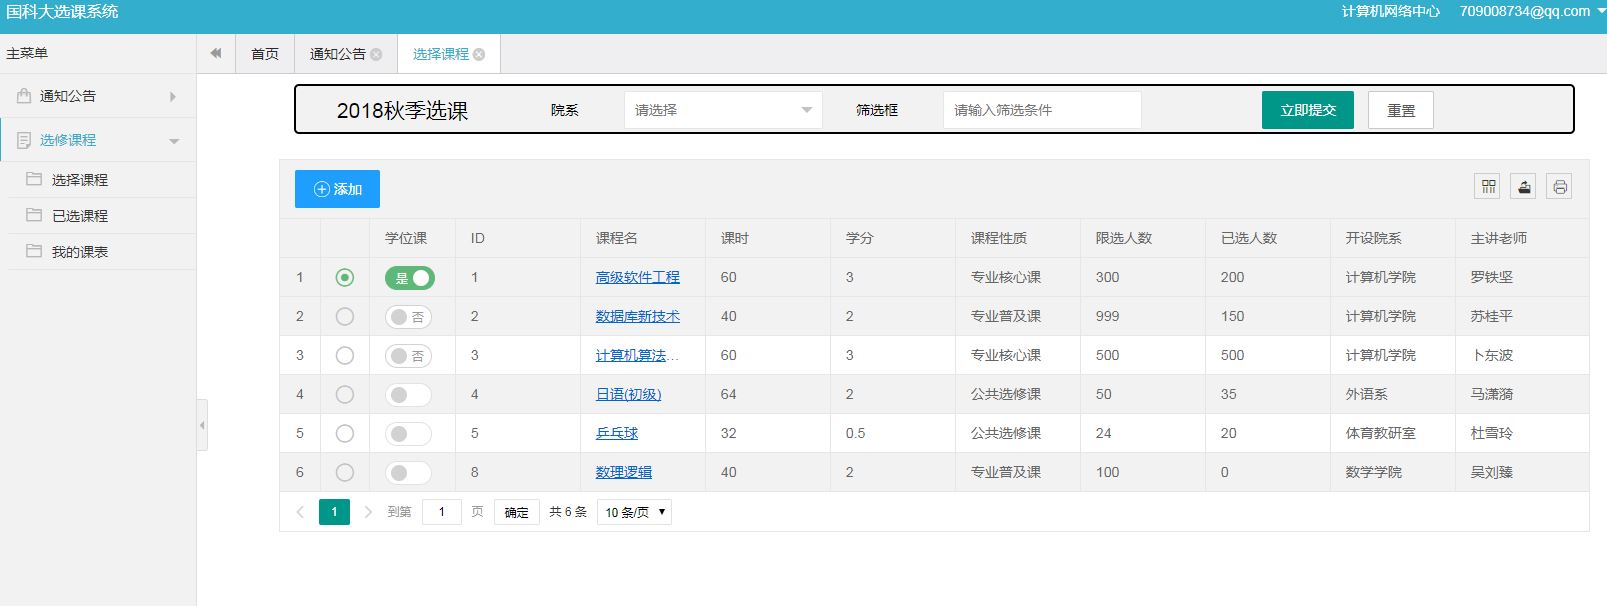 国科大选课系统 计算机网络中心 709008734@qq.com
主菜单 首页 通知公告 选择课程
通知公告
选修课程
选择课程
已选课程
我的课表
2018秋季选课 院系 请选择 筛选框 请输入筛选条件 立即提交 重置
添加
学位课 ID 课程名 课时 学分 课程性质 限选人数 已选人数 开设院系 主讲老师
1 是 1 高级软件工程 60 3 专业核心课 300 200 计算机学院 罗铁坚
2 否 2 数据库新技术 40 2 专业普及课 999 150 计算机学院 苏桂平
3 否 3 计算机算法... 60 3 专业核心课 500 500 计算机学院 卜东波
4 4 日语(初级) 64 2 公共选修课 50 35 外语系 马潇漪
5 5 乒乓球 32 0.5 公共选修课 24 20 体育教研室 杜雪玲
6 8 数理逻辑 40 2 专业普及课 100 0 数学学院 吴刘臻
1 到第 1 页 确定 共 6 条 10 条/页